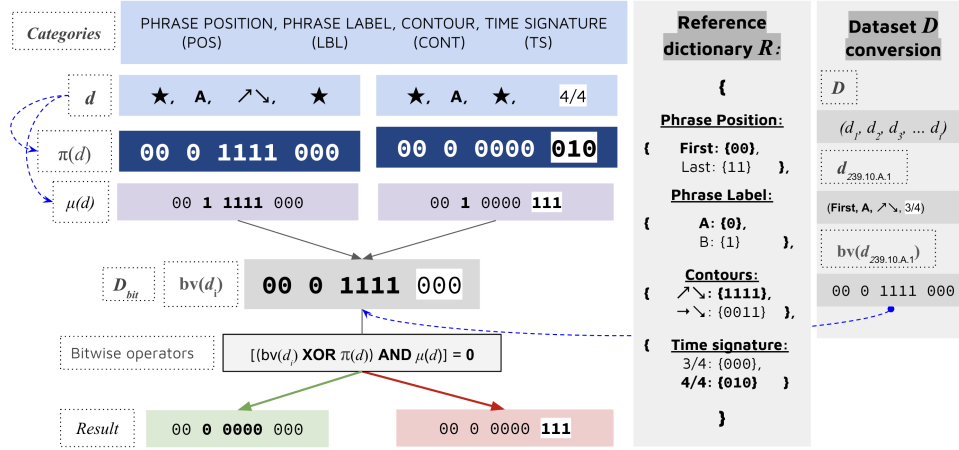 Categories
PHRASE POSITION, PHRASE LABEL, CONTOUR, TIME SIGNATURE
(POS) (LBL) (CONT) (TS)
d
★, A, ↗↘, ★
★, A, ★, 4/4
π(d)
00 0 1111 000
00 0 0000 010
μ(d)
00 1 1111 000
00 1 0000 111
D_bit
bv(d_i)
00 0 1111 000
Bitwise operators
[(bv(d_i) XOR π(d)) AND μ(d)] = 0
Result
00 0 0000 000
00 0 0000 111
Reference
dictionary R:
{
Phrase Position:
{ First: {00},
Last: {11} },
Phrase Label:
{ A: {0},
B: {1} },
Contours:
{ ↗↘: {1111},
→↘: {0011} },
{ Time signature:
3/4: {000},
4/4: {010} }
}
Dataset D
conversion
D
(d_1, d_2, d_3, ... d_i)
d_239.10.A.1
(First, A, ↗↘, 3/4)
bv(d_239.10.A.1)
00 0 1111 000